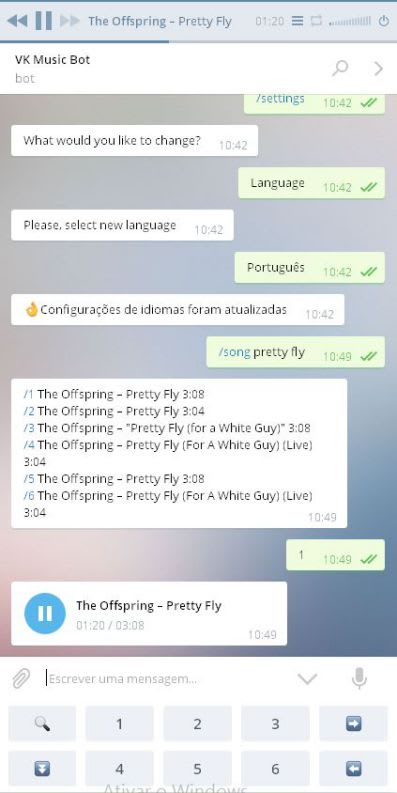 The Offspring – Pretty Fly 01:20
VK Music Bot
bot
/settings 10:42
What would you like to change? 10:42
Language 10:42
Please, select new language 10:42
Português 10:42
👌Configurações de idiomas foram atualizadas 10:42
/song pretty fly 10:49
/1 The Offspring – Pretty Fly 3:08
/2 The Offspring – Pretty Fly 3:04
/3 The Offspring – "Pretty Fly (for a White Guy)" 3:08
/4 The Offspring – Pretty Fly (For A White Guy) (Live)
3:04
/5 The Offspring – Pretty Fly 3:08
/6 The Offspring – Pretty Fly (For A White Guy) (Live)
3:04
10:49
1 10:49
The Offspring – Pretty Fly
01:20 / 03:08
10:49
Escrever uma mensagem...
1 2 3
4 5 6
Ativar o Windows